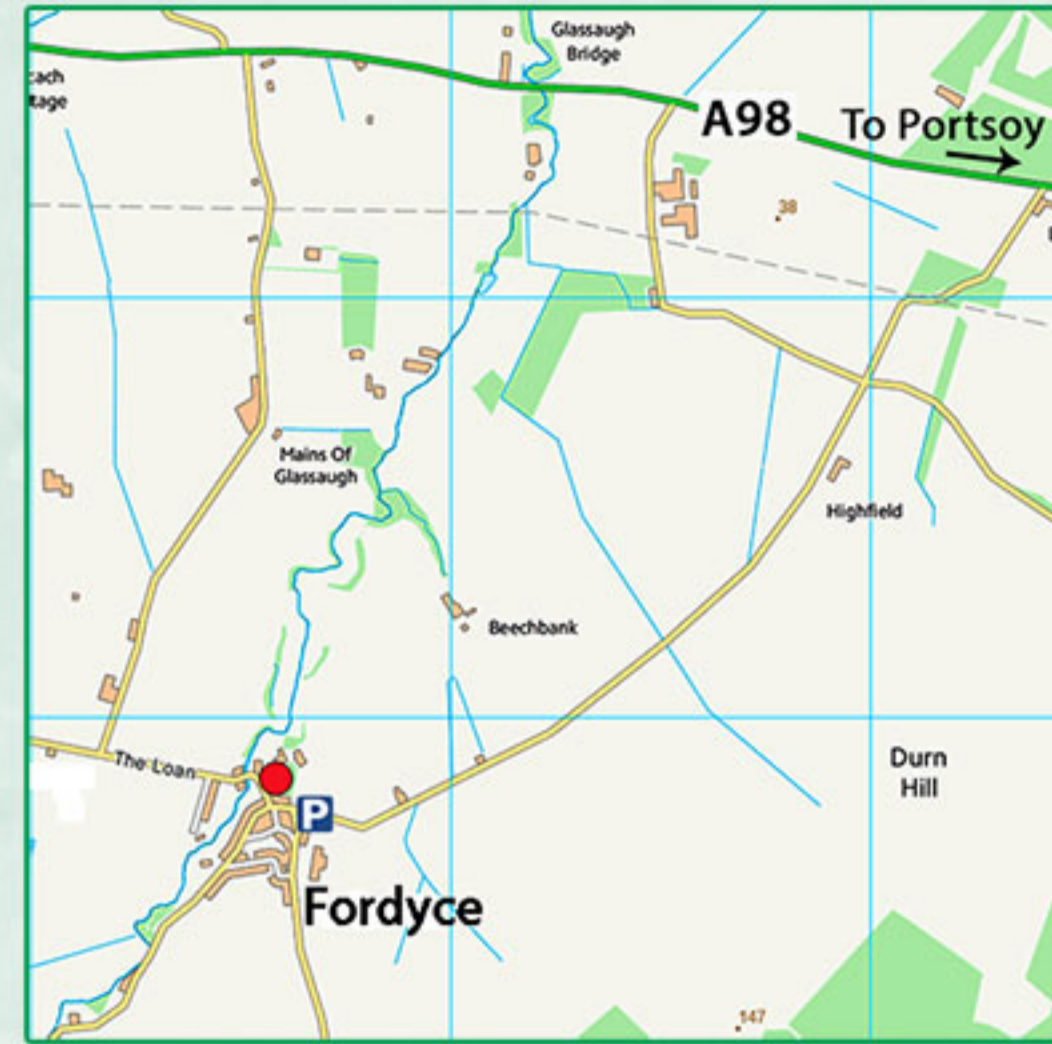 Glassaugh
Bridge
A98
To Portsoy
38
Mains Of
Glassaugh
Highfield
Beechbank
The Loan
Durn
Hill
P
Fordyce
147